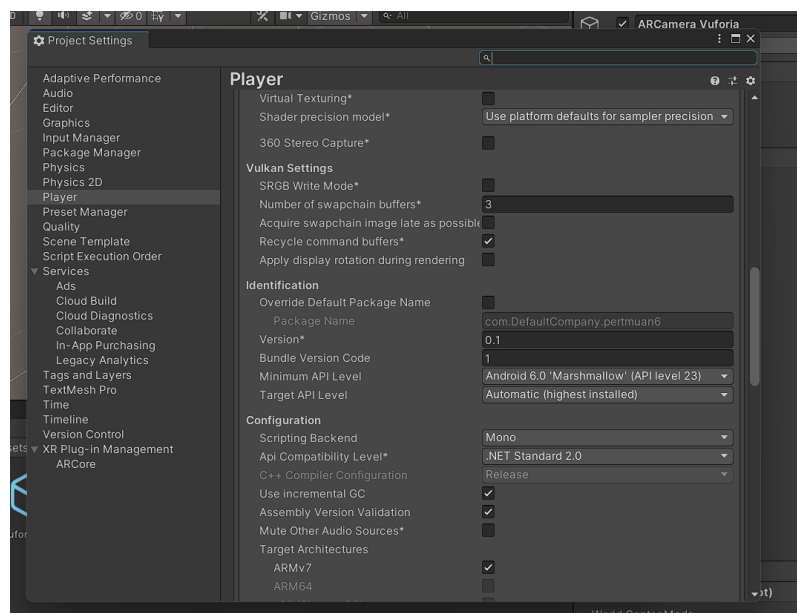 0
Gizmos
All
ARCamera Vuforia
Project Settings
Adaptive Performance
Audio
Editor
Graphics
Input Manager
Package Manager
Physics
Physics 2D
Player
Preset Manager
Quality
Scene Template
Script Execution Order
Services
Ads
Cloud Build
Cloud Diagnostics
Collaborate
In-App Purchasing
Legacy Analytics
Tags and Layers
TextMesh Pro
Time
Timeline
Version Control
XR Plug-in Management
ARCore
Player
Virtual Texturing*
Shader precision model* Use platform defaults for sampler precision
360 Stereo Capture*
Vulkan Settings
SRGB Write Mode*
Number of swapchain buffers* 3
Acquire swapchain image late as possible
Recycle command buffers*
Apply display rotation during rendering
Identification
Override Default Package Name
Package Name com.DefaultCompany.pertmuan6
Version* 0.1
Bundle Version Code 1
Minimum API Level Android 6.0 'Marshmallow' (API level 23)
Target API Level Automatic (highest installed)
Configuration
Scripting Backend Mono
Api Compatibility Level* .NET Standard 2.0
C++ Compiler Configuration Release
Use incremental GC
Assembly Version Validation
Mute Other Audio Sources*
Target Architectures
ARMv7
ARM64